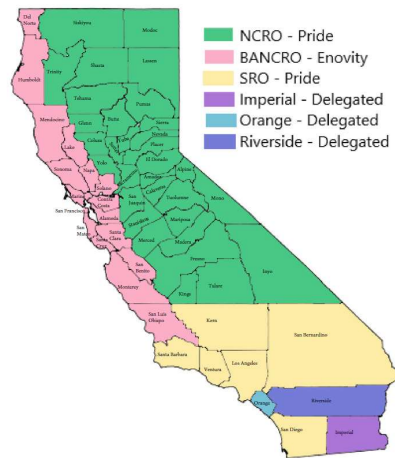 NCRO - Pride
BANCRO - Enovity
SRO - Pride
Imperial - Delegated
Orange - Delegated
Riverside - Delegated
Del
Norte
Siskiyou
Modoc
Humboldt
Trinity
Shasta
Lassen
Tehama
Plumas
Mendocino
Glenn
Butte
Sierra
Nevada
Lake
Colusa
Yuba
Placer
El Dorado
Sonoma
Napa
Yolo
Alpine
Amador
Solano
Calaveras
Marin
Contra
Costa
San
Joaquin
Tuolumne
Mono
San Francisco
Alameda
San
Mateo
Santa
Clara
Santa
Cruz
Stanislaus
Mariposa
Merced
Madera
San
Benito
Fresno
Inyo
Monterey
Kings
Tulare
San Luis
Obispo
Kern
San Bernardino
Santa Barbara
Ventura
Los Angeles
Orange
Riverside
San Diego
Imperial